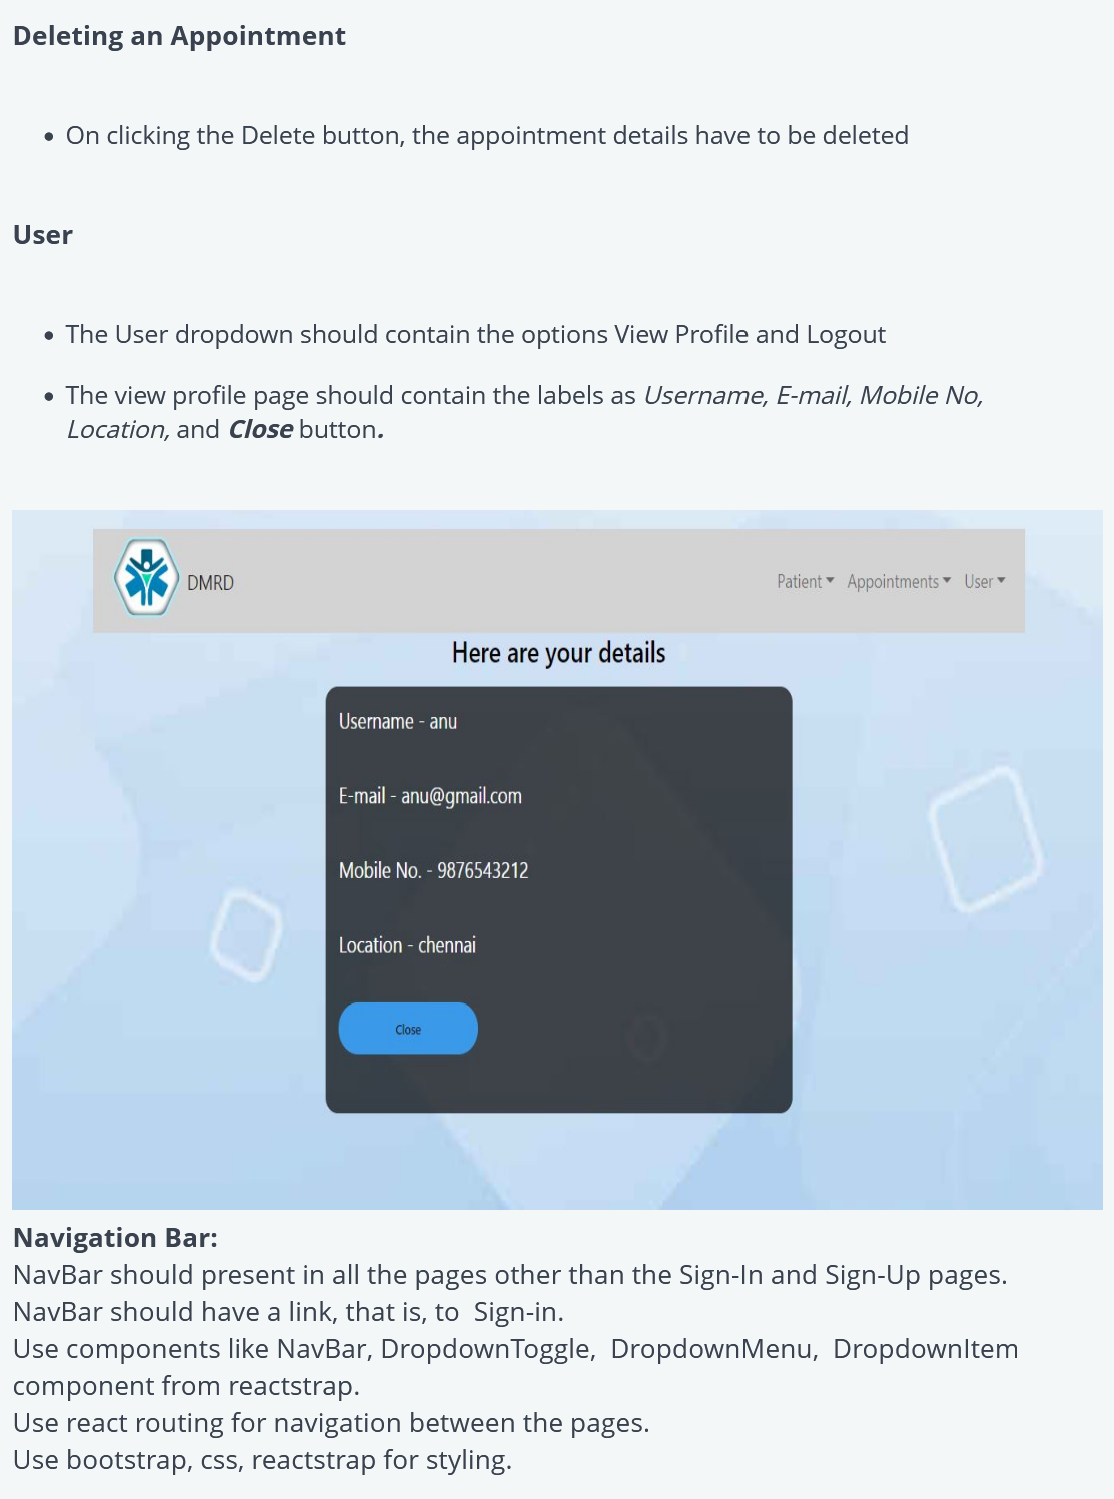 Deleting an Appointment
On clicking the Delete button, the appointment details have to be deleted
User
The User dropdown should contain the options View Profile and Logout
The view profile page should contain the labels as Username, E-mail, Mobile No,
Location, and Close button.
DMRD
Patient Appointments User
Here are your details
Username - anu
E-mail - anu@gmail.com
Mobile No. - 9876543212
Location - chennai
Close
Navigation Bar:
NavBar should present in all the pages other than the Sign-In and Sign-Up pages.
NavBar should have a link, that is, to Sign-in.
Use components like NavBar, DropdownToggle, DropdownMenu, DropdownItem
component from reactstrap.
Use react routing for navigation between the pages.
Use bootstrap, css, reactstrap for styling.